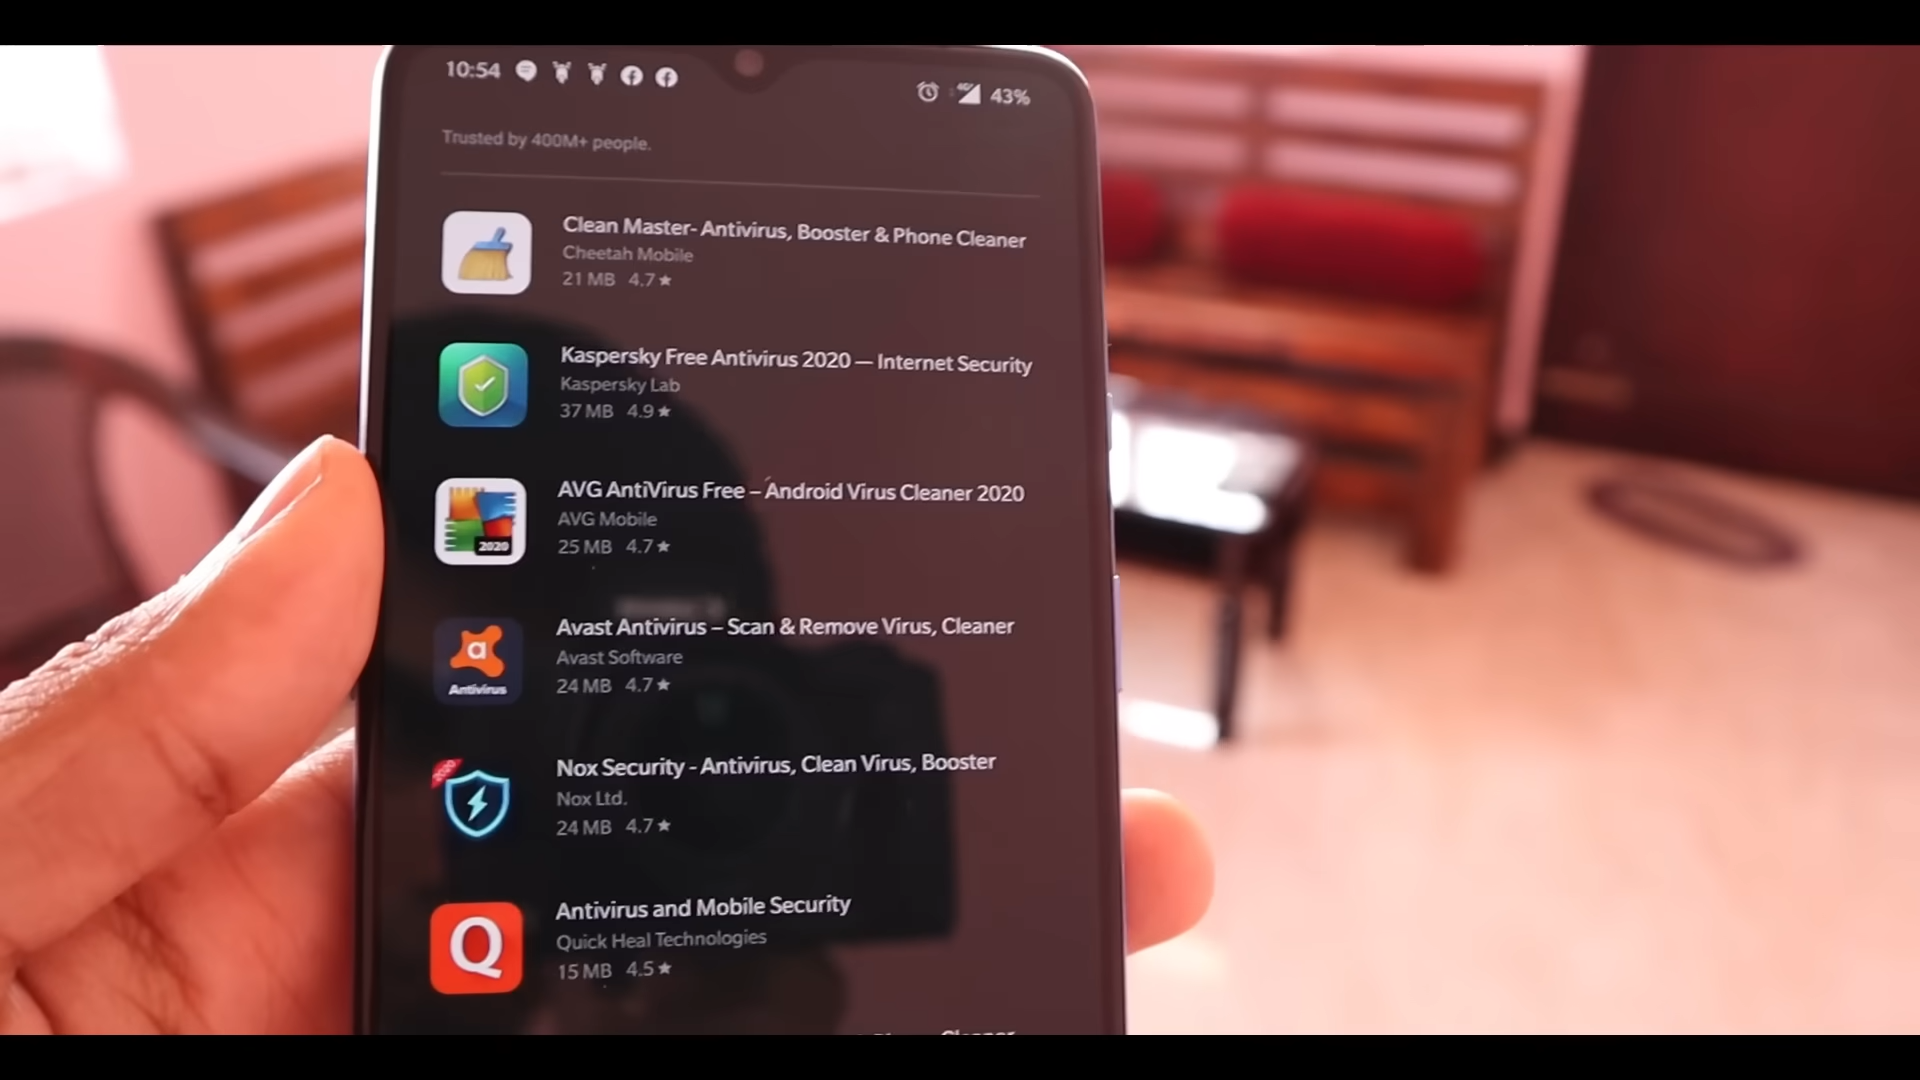 10:54
43%
Trusted by 400M+ people.
Clean Master- Antivirus, Booster & Phone Cleaner
Cheetah Mobile
21 MB 4.7★
Kaspersky Free Antivirus 2020 — Internet Security
Kaspersky Lab
37 MB 4.9★
AVG AntiVirus Free – Android Virus Cleaner 2020
AVG Mobile
2020
25 MB 4.7★
Avast Antivirus – Scan & Remove Virus, Cleaner
a
Avast Software
Antivirus
24 MB 4.7★
Nox Security - Antivirus, Clean Virus, Booster
2020
Nox Ltd.
24 MB 4.7★
Antivirus and Mobile Security
Q
Quick Heal Technologies
15 MB 4.5★
Cleaner